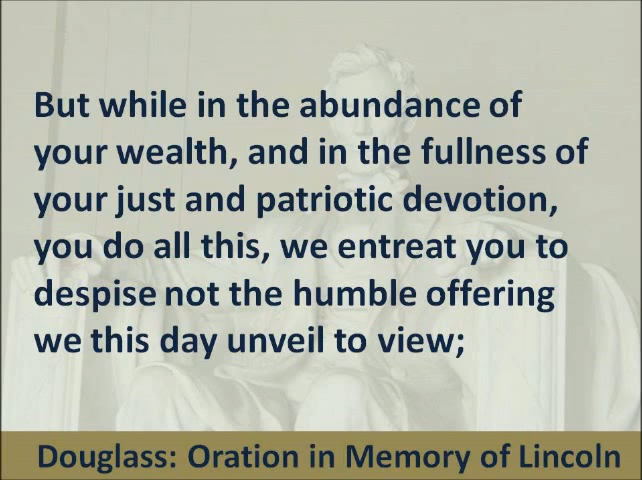 But while in the abundance of
your wealth, and in the fullness of
your just and patriotic devotion,
you do all this, we entreat you to
despise not the humble offering
we this day unveil to view;
Douglass: Oration in Memory of Lincoln